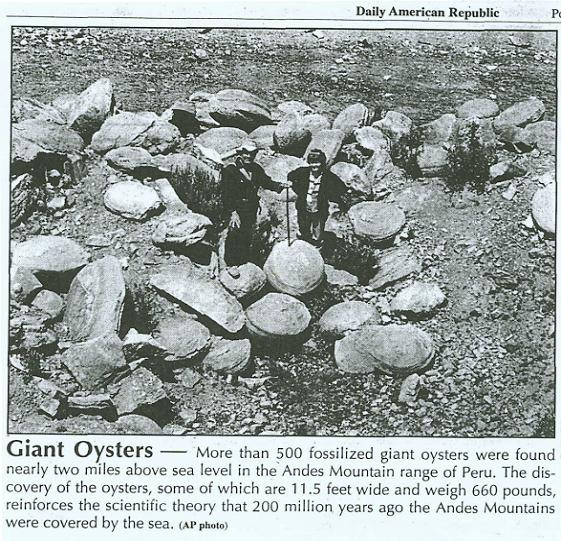 Daily American Republic
Po
Giant Oysters — More than 500 fossilized giant oysters were found
nearly two miles above sea level in the Andes Mountain range of Peru. The dis-
covery of the oysters, some of which are 11.5 feet wide and weigh 660 pounds,
reinforces the scientific theory that 200 million years ago the Andes Mountains
were covered by the sea. (AP photo)